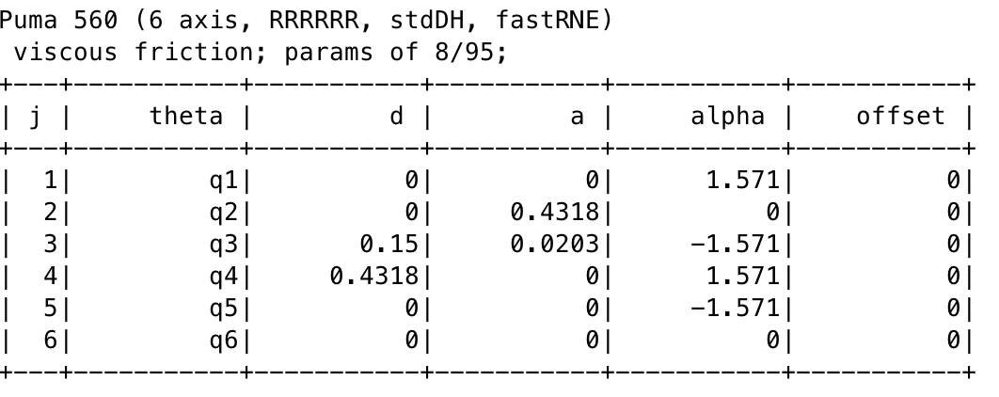 Puma 560 (6 axis, RRRRRR, stdDH, fastRNE)
 viscous friction; params of 8/95;
+---+-----------+-----------+-----------+-----------+-----------+
| j |     theta |         d |         a |     alpha |    offset |
+---+-----------+-----------+-----------+-----------+-----------+
|  1|         q1|          0|          0|      1.571|          0|
|  2|         q2|          0|     0.4318|          0|          0|
|  3|         q3|       0.15|     0.0203|     -1.571|          0|
|  4|         q4|     0.4318|          0|      1.571|          0|
|  5|         q5|          0|          0|     -1.571|          0|
|  6|         q6|          0|          0|          0|          0|
+---+-----------+-----------+-----------+-----------+-----------+